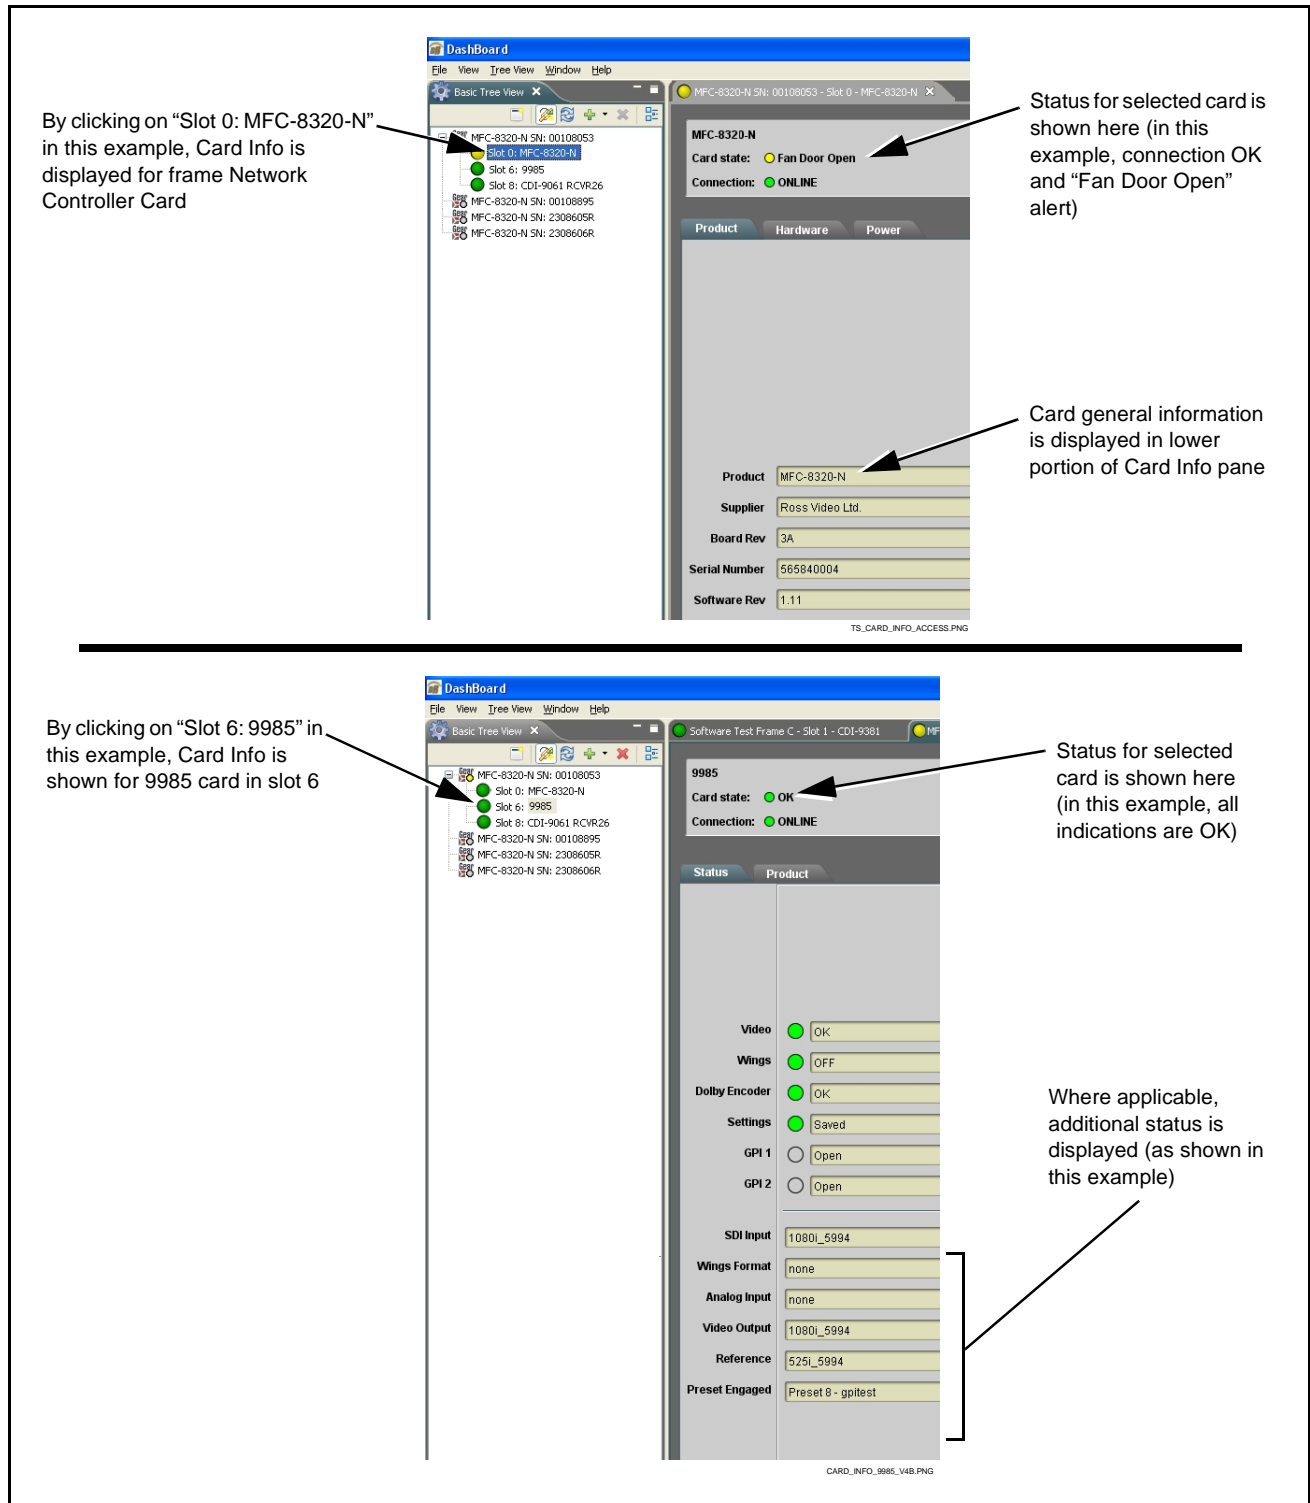 DashBoard
File View Tree View Window Help
Basic Tree View
MFC-8320-N SN: 00108053 - Slot 0 - MFC-8320-N
By clicking on “Slot 0: MFC-8320-N”
in this example, Card Info is
displayed for frame Network
Controller Card
MFC-8320-N SN: 00108053
Slot 0: MFC-8320-N
Slot 6: 9985
Slot 8: CDI-9061 RCVR26
MFC-8320-N SN: 00108895
MFC-8320-N SN: 2308605R
MFC-8320-N SN: 2308606R
MFC-8320-N
Card state: Fan Door Open
Connection: ONLINE
Status for selected card is
shown here (in this
example, connection OK
and “Fan Door Open”
alert)
Product Hardware Power
Card general information
is displayed in lower
portion of Card Info pane
Product MFC-8320-N
Supplier Ross Video Ltd.
Board Rev 3A
Serial Number 565840004
Software Rev 1.11
TS_CARD_INFO_ACCESS.PNG
DashBoard
File View Tree View Window Help
Basic Tree View
Software Test Frame C - Slot 1 - CDI-9381
MF
By clicking on “Slot 6: 9985” in
this example, Card Info is
shown for 9985 card in slot 6
Gear MFC-8320-N SN: 00108053
Slot 0: MFC-8320-N
Slot 6: 9985
Slot 8: CDI-9061 RCVR26
Gear MFC-8320-N SN: 00108895
Gear MFC-8320-N SN: 2308605R
Gear MFC-8320-N SN: 2308606R
9985
Card state: OK
Connection: ONLINE
Status for selected
card is shown here
(in this example, all
indications are OK)
Status Product
Video OK
Wings OFF
Dolby Encoder OK
Settings Saved
GPI 1 Open
GPI 2 Open
SDI Input 1080i_5994
Wings Format none
Analog Input none
Video Output 1080i_5994
Reference 525i_5994
Preset Engaged Preset 8 - gpitest
Where applicable,
additional status is
displayed (as shown in
this example)
CARD_INFO_9985_V4B.PNG